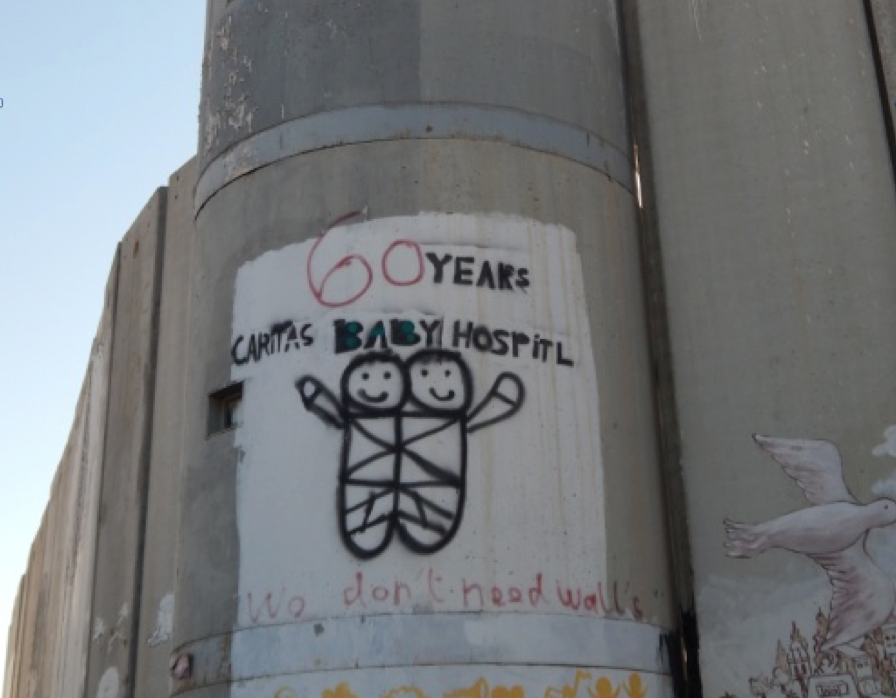 60 YEARS
CARITAS BABY HOSPITL
We don't need wall's